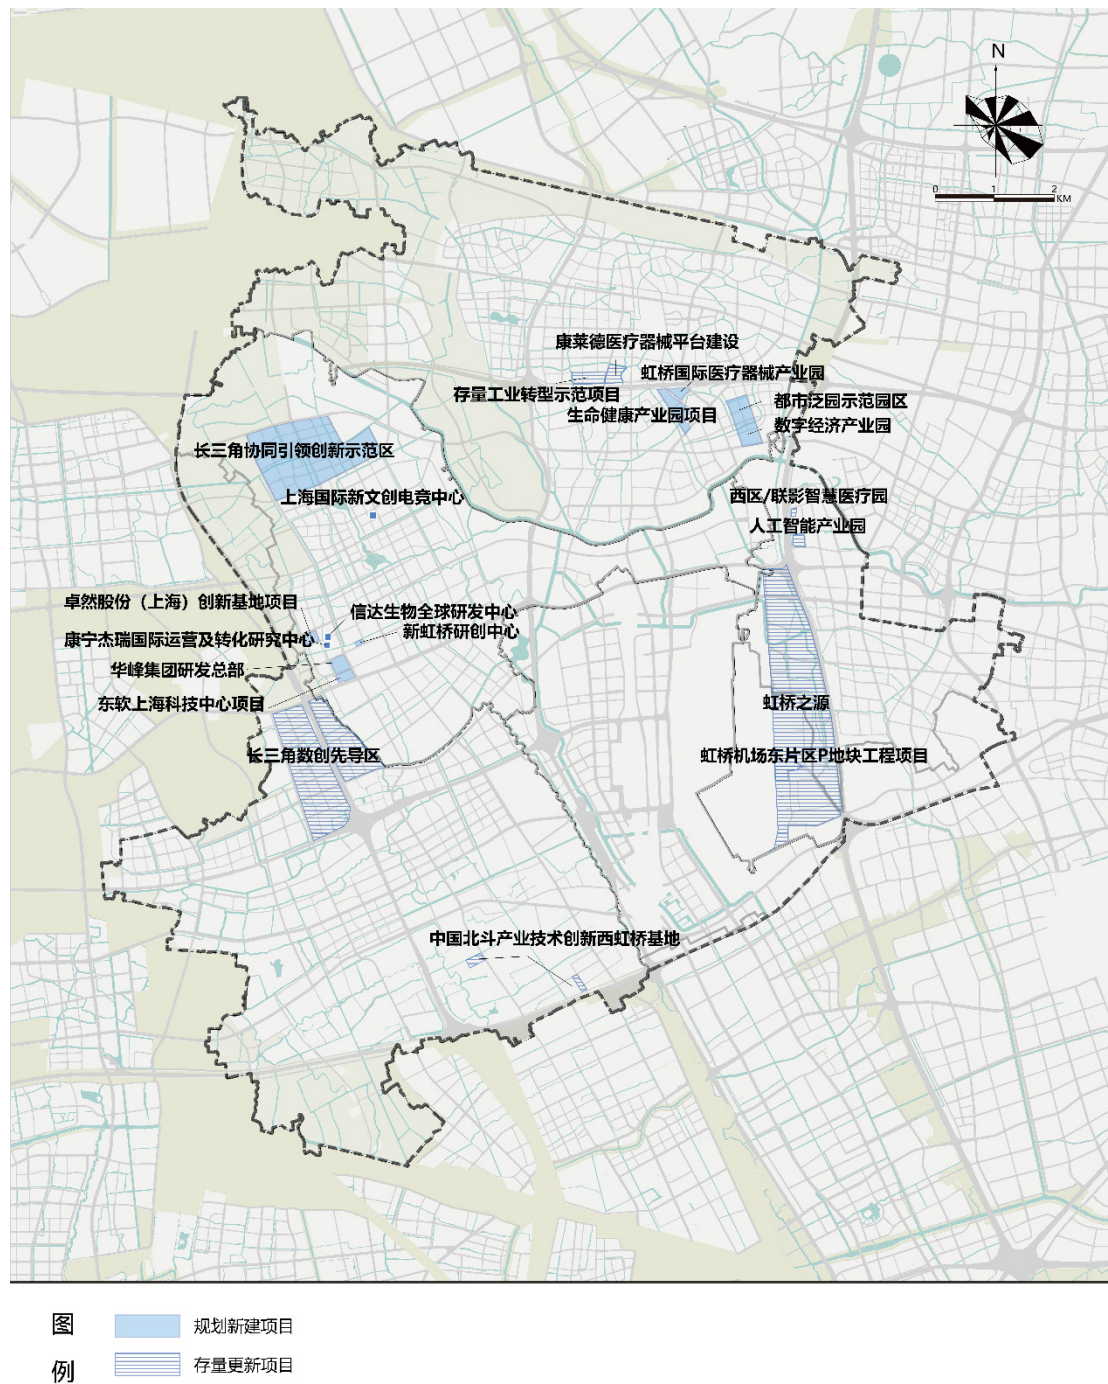 N
0 1 2
KM
康莱德医疗器械平台建设
虹桥国际医疗器械产业园
存量工业转型示范项目
都市泛园示范园区
生命健康产业园项目
数字经济产业园
长三角协同引领创新示范区
上海国际新文创电竞中心
西区/联影智慧医疗园
人工智能产业园
卓然股份（上海）创新基地项目
信达生物全球研发中心
新虹桥研创中心
康宁杰瑞国际运营及转化研究中心
华峰集团研发总部
东软上海科技中心项目
虹桥之源
长三角数创先导区
虹桥机场东片区P地块工程项目
中国北斗产业技术创新西虹桥基地
图例
规划新建项目
存量更新项目